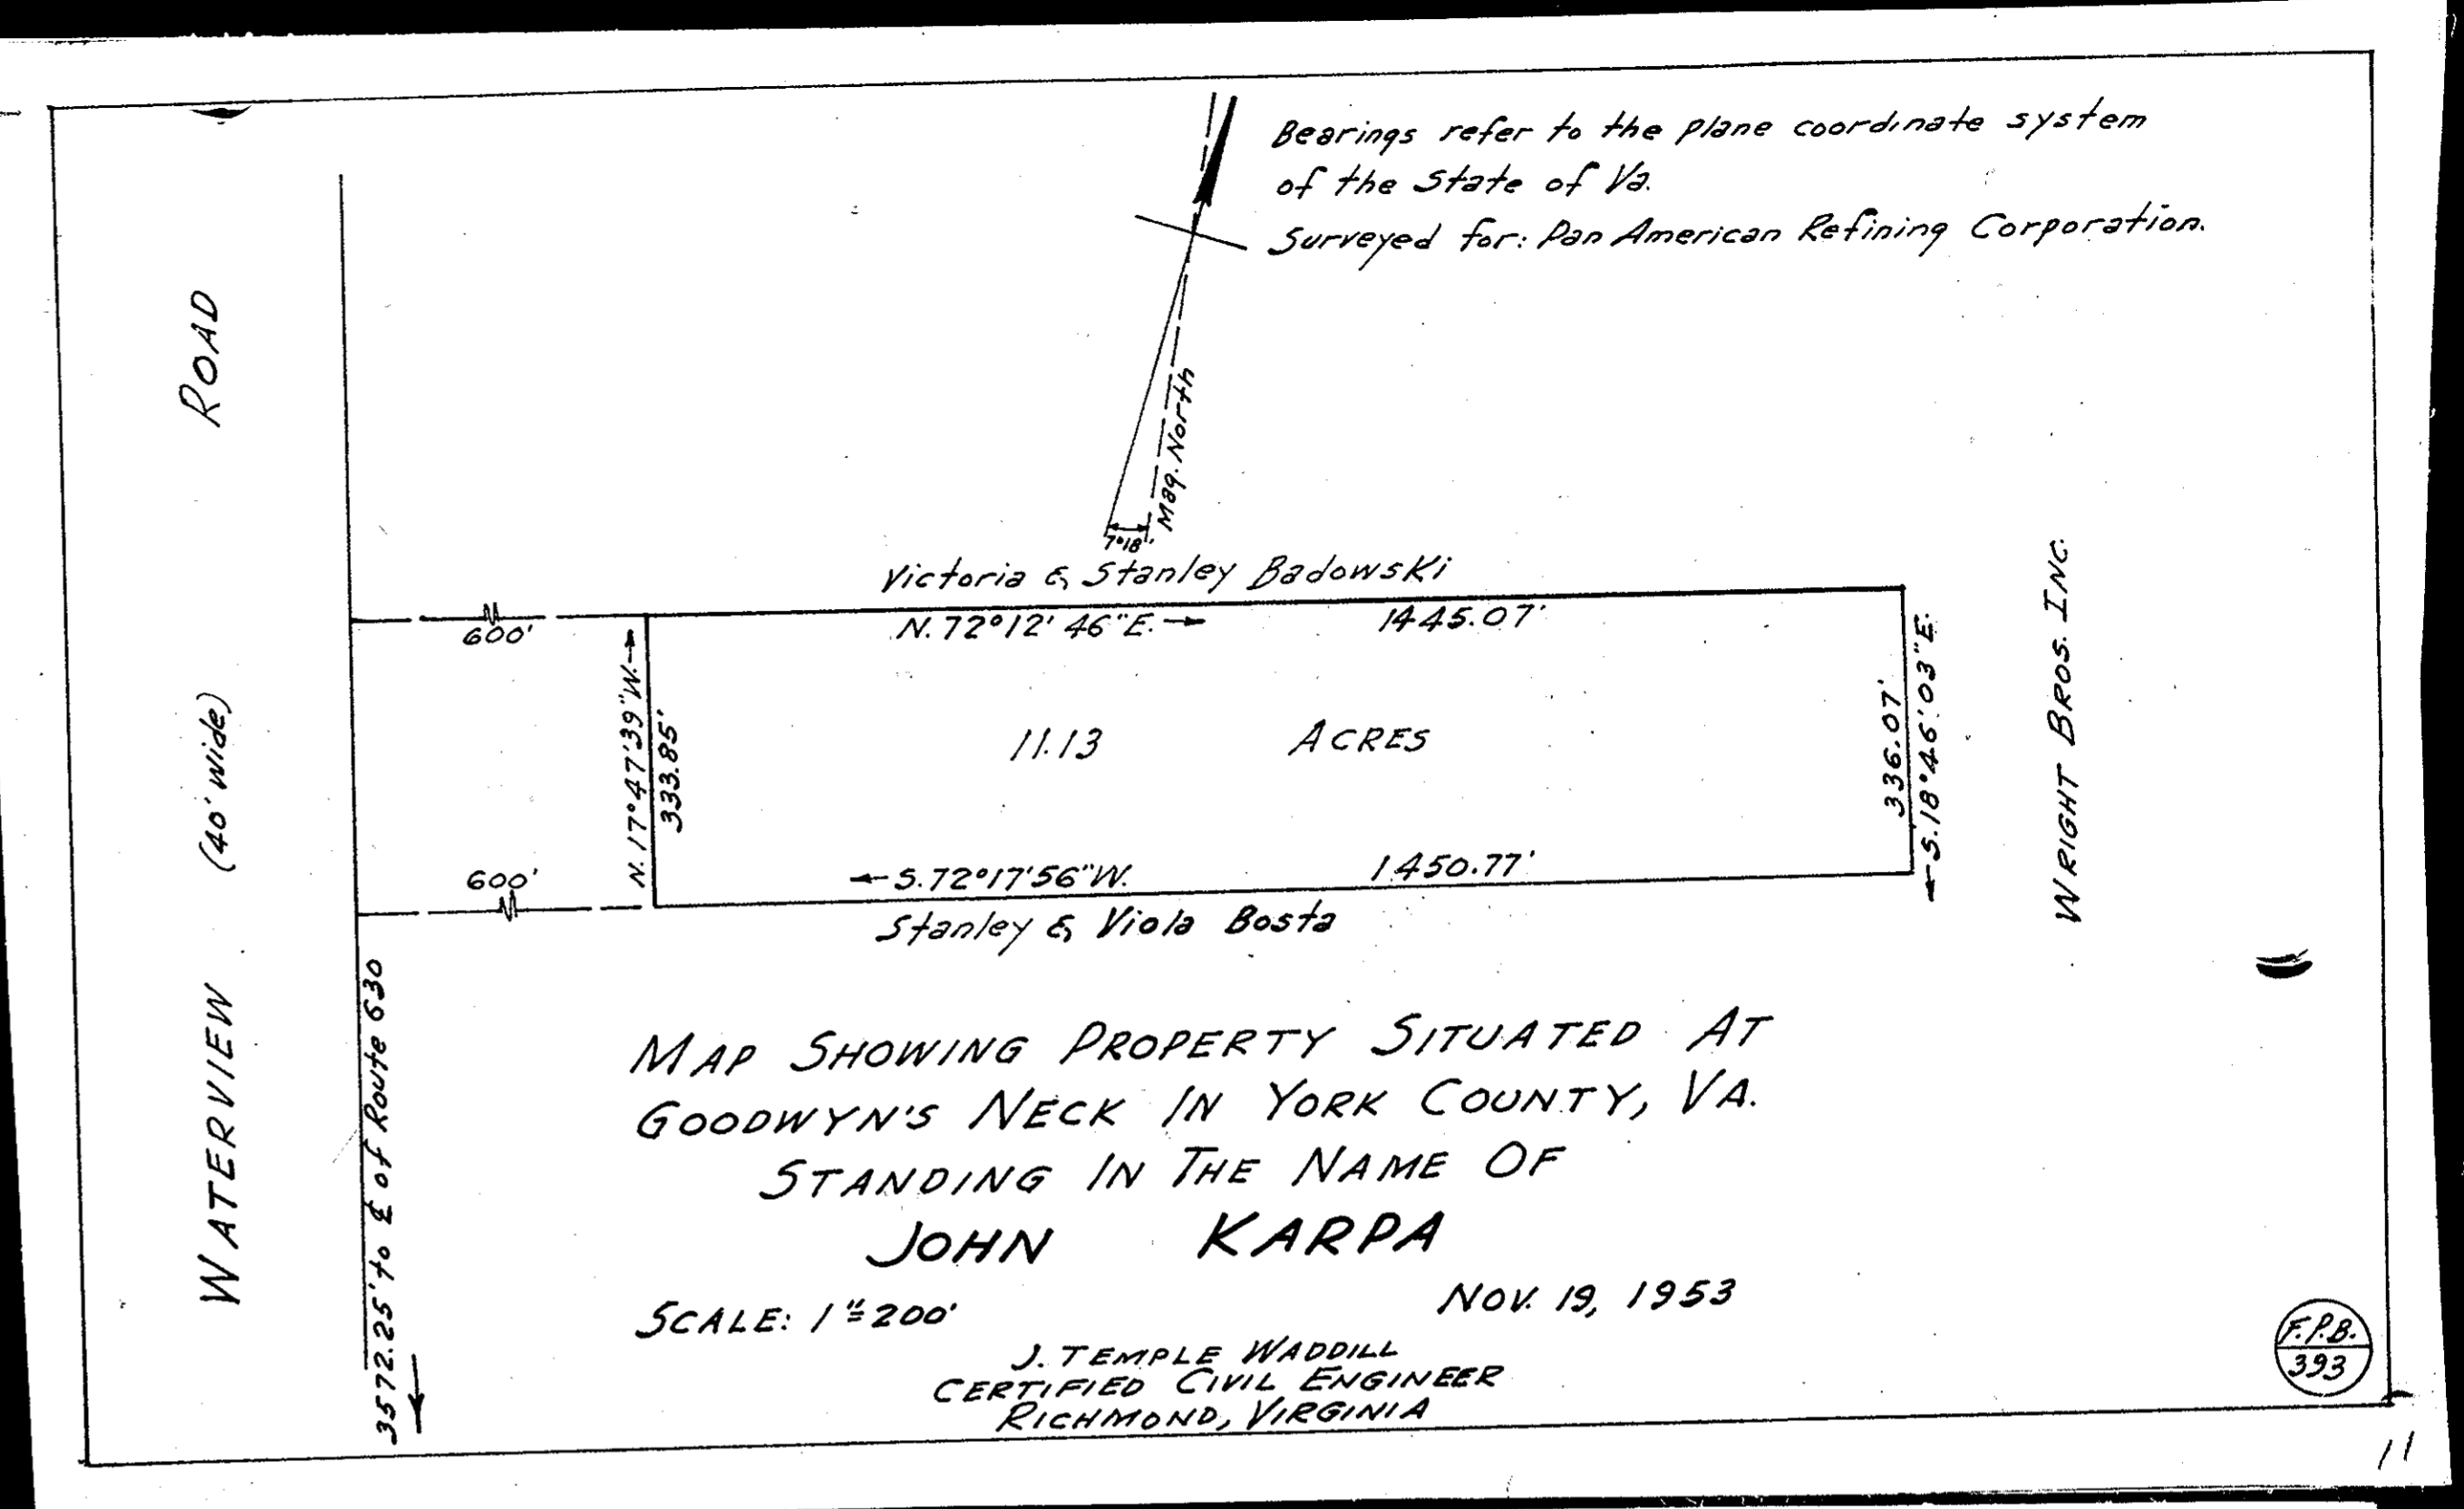 Bearings refer to the plane coordinate system
of the State of Va.
Surveyed for: Pan American Refining Corporation.
Mag. North
7°18'
ROAD
(40' wide)
WATERVIEW
Victoria & Stanley Badowski
600'
N. 72°12'46"E. → 1445.07'
N. 17°47'39"W. →
333.85'
11.13 ACRES
336.07'
← S. 18°46'03"E.
WRIGHT BROS. INC.
600'
← S. 72°17'56"W. 1450.77'
Stanley & Viola Bosta
3572.25' to ℄ of Route 630
MAP SHOWING PROPERTY SITUATED AT
GOODWYN'S NECK IN YORK COUNTY, VA.
STANDING IN THE NAME OF
JOHN KARPA
SCALE: 1"=200'
NOV. 19, 1953
J. TEMPLE WADDILL
CERTIFIED CIVIL ENGINEER
RICHMOND, VIRGINIA
F.P.B.
393
11